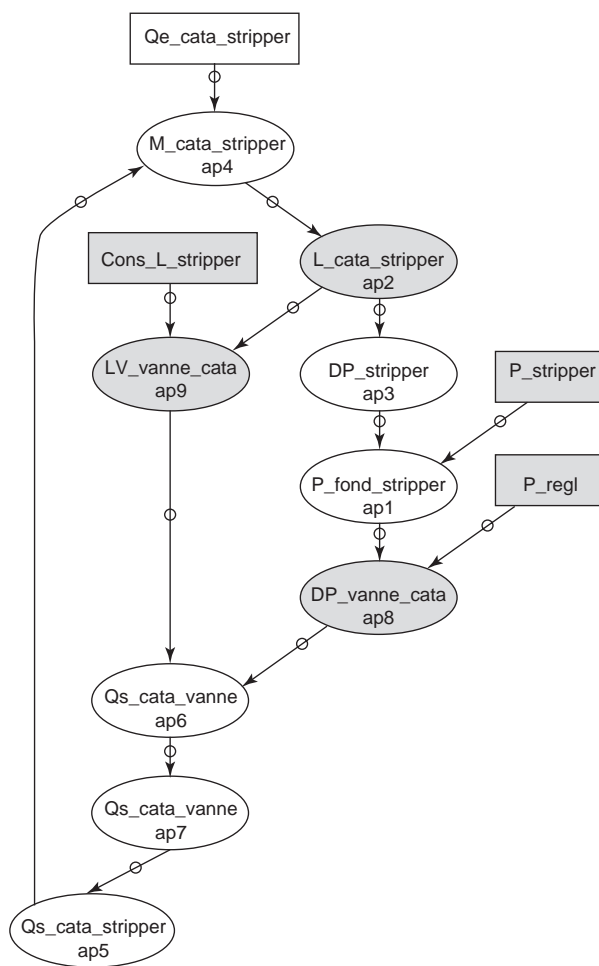 Qe_cata_stripper
M_cata_stripper
ap4
Cons_L_stripper
L_cata_stripper
ap2
LV_vanne_cata
ap9
DP_stripper
ap3
P_stripper
P_fond_stripper
ap1
P_regl
DP_vanne_cata
ap8
Qs_cata_vanne
ap6
Qs_cata_vanne
ap7
Qs_cata_stripper
ap5